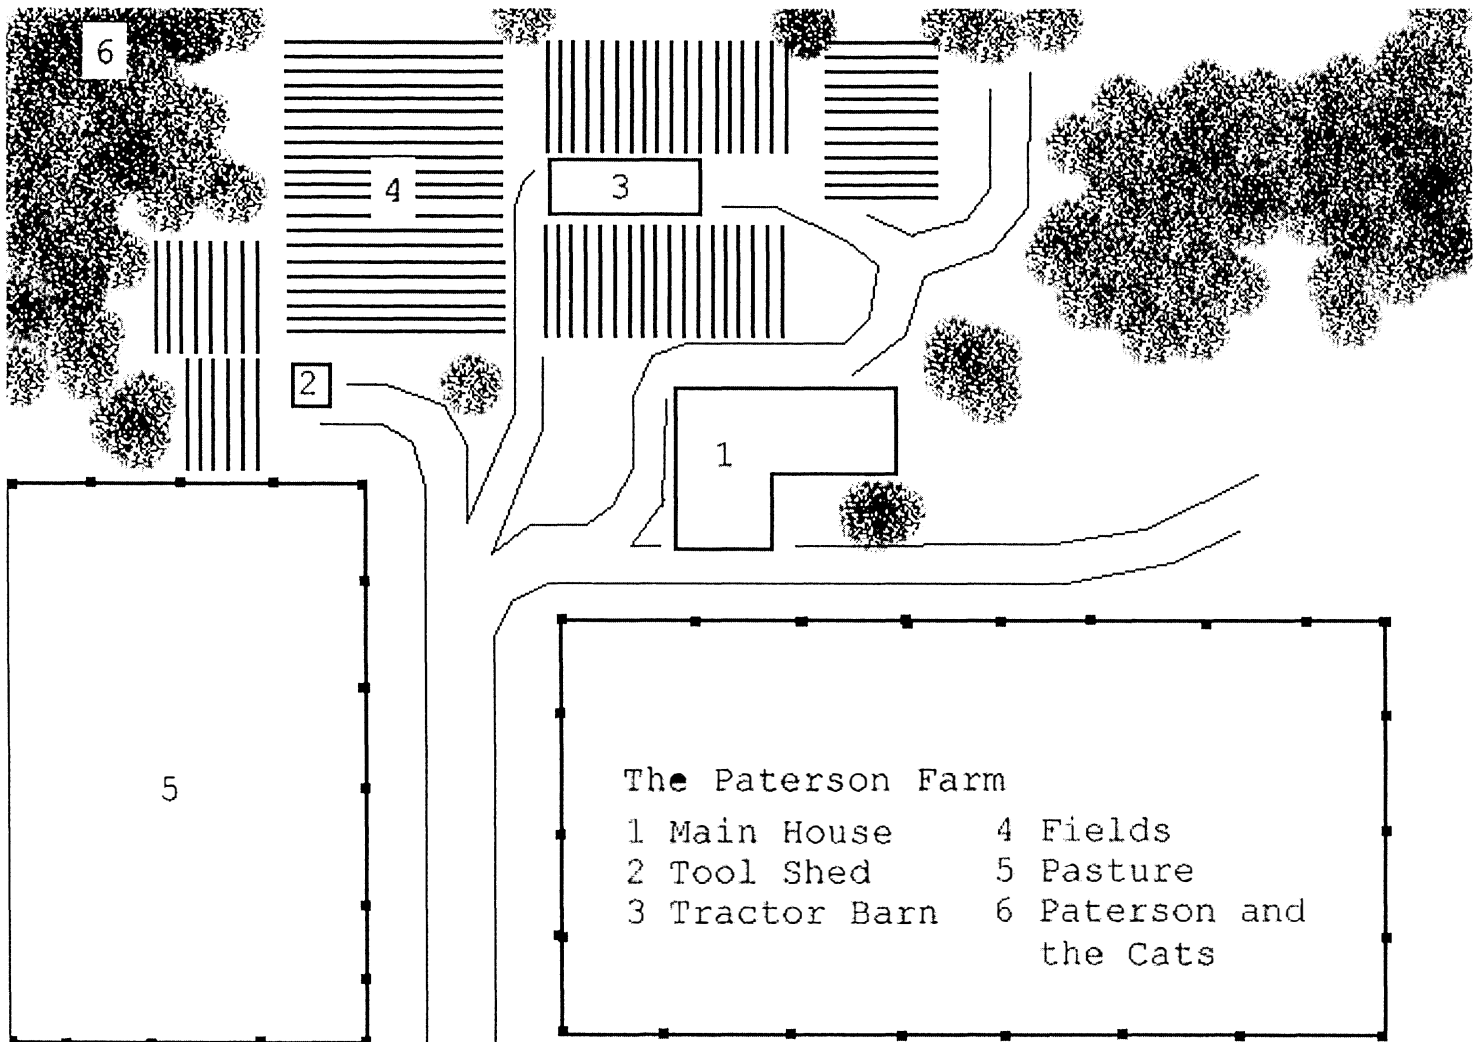 6
4
3
2
1
5
The Paterson Farm
1 Main House
2 Tool Shed
3 Tractor Barn
4 Fields
5 Pasture
6 Paterson and
the Cats